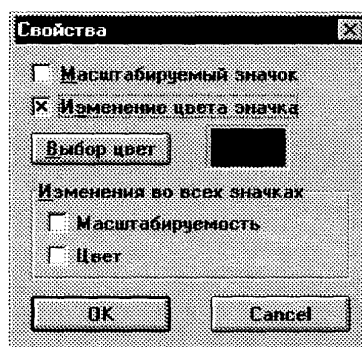 Свойства
Масштабируемый значок
Изменение цвета значка
Выбор цвет
Изменения во всех значках
Масштабируемость
Цвет
OK
Cancel